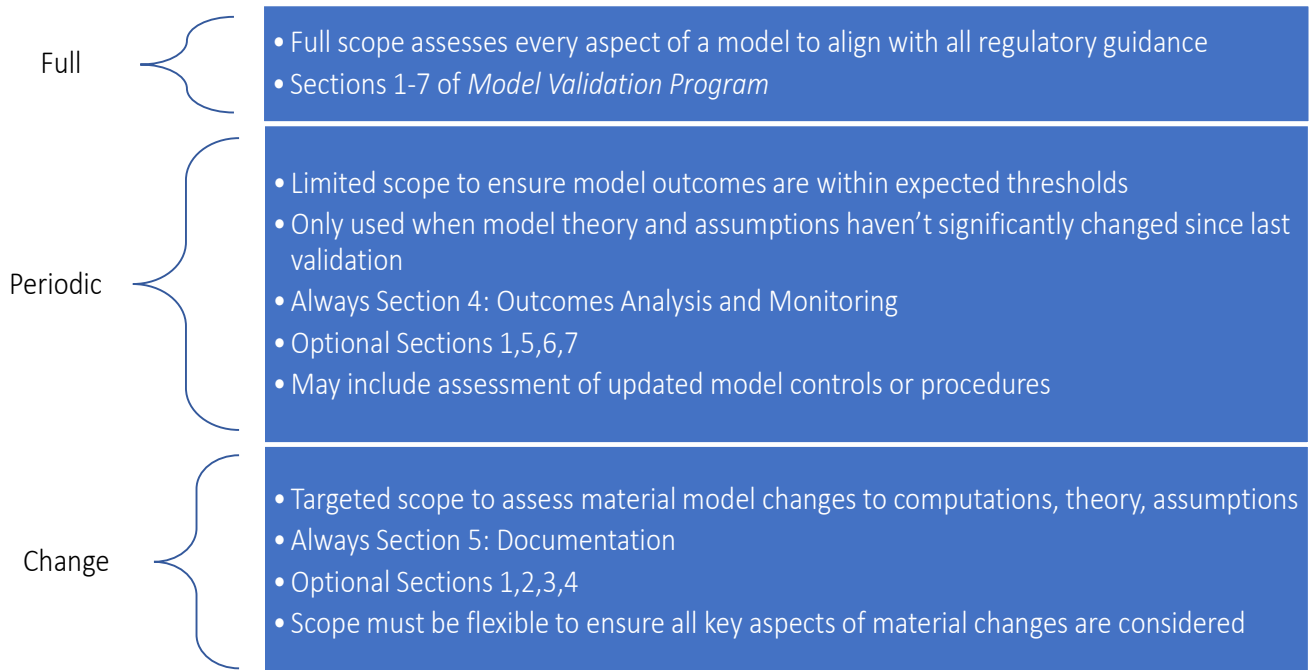 Full
• Full scope assesses every aspect of a model to align with all regulatory guidance
• Sections 1-7 of Model Validation Program
Periodic
• Limited scope to ensure model outcomes are within expected thresholds
• Only used when model theory and assumptions haven't significantly changed since last
validation
• Always Section 4: Outcomes Analysis and Monitoring
• Optional Sections 1,5,6,7
• May include assessment of updated model controls or procedures
Change
• Targeted scope to assess material model changes to computations, theory, assumptions
• Always Section 5: Documentation
• Optional Sections 1,2,3,4
• Scope must be flexible to ensure all key aspects of material changes are considered